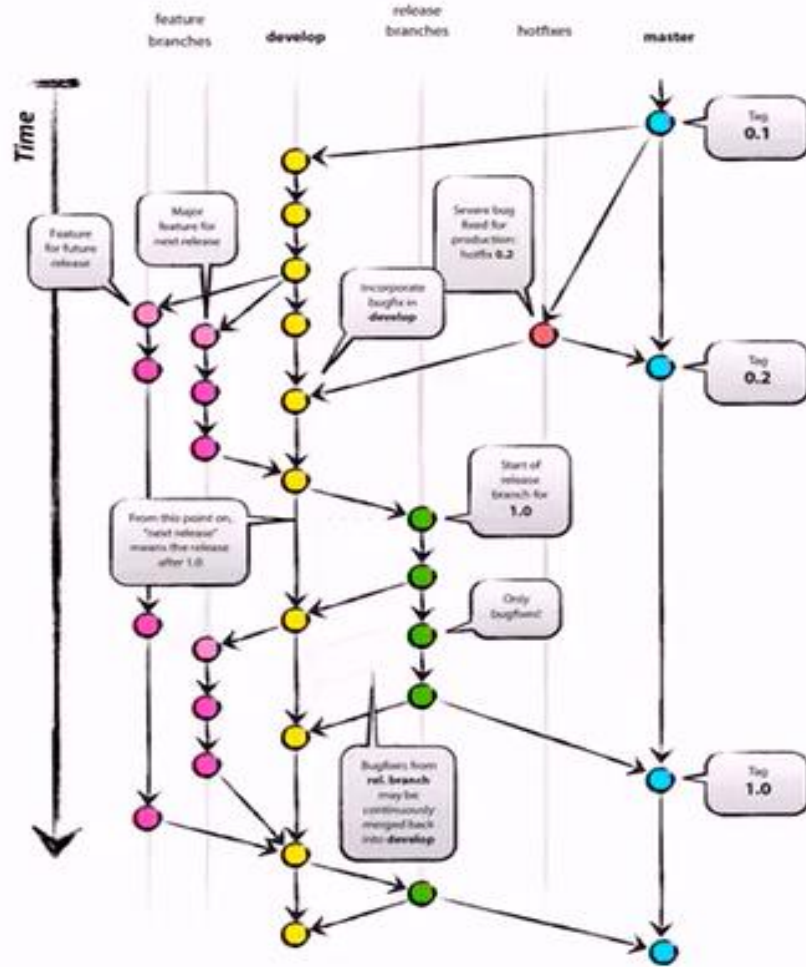 feature
branches
develop
release
branches
hotfixes
master
Time
Tag
0.1
Major
feature for
next release
Feature
for future
release
Severe bug
fixed for
production:
hotfix 0.2
Incorporate
bugfix in
develop
Tag
0.2
Start of
release
branch for
1.0
From this point on,
"next release"
means the release
after 1.0
Only
bugfixes!
Bugfixes from
rel. branch
may be
continuously
merged back
into develop
Tag
1.0